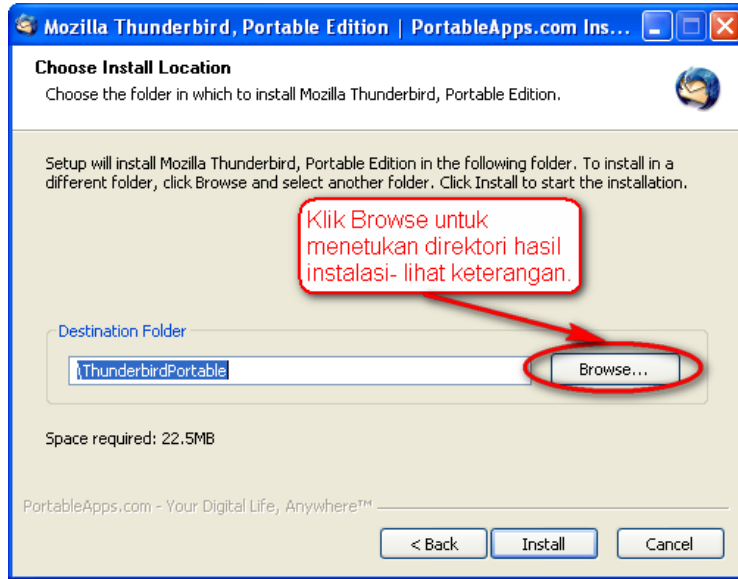 Mozilla Thunderbird, Portable Edition | PortableApps.com Ins...
Choose Install Location
Choose the folder in which to install Mozilla Thunderbird, Portable Edition.
Setup will install Mozilla Thunderbird, Portable Edition in the following folder. To install in a
different folder, click Browse and select another folder. Click Install to start the installation.
Klik Browse untuk
menetukan direktori hasil
instalasi- lihat keterangan.
Destination Folder
\ThunderbirdPortable
Browse...
Space required: 22.5MB
PortableApps.com - Your Digital Life, Anywhere™
< Back
Install
Cancel